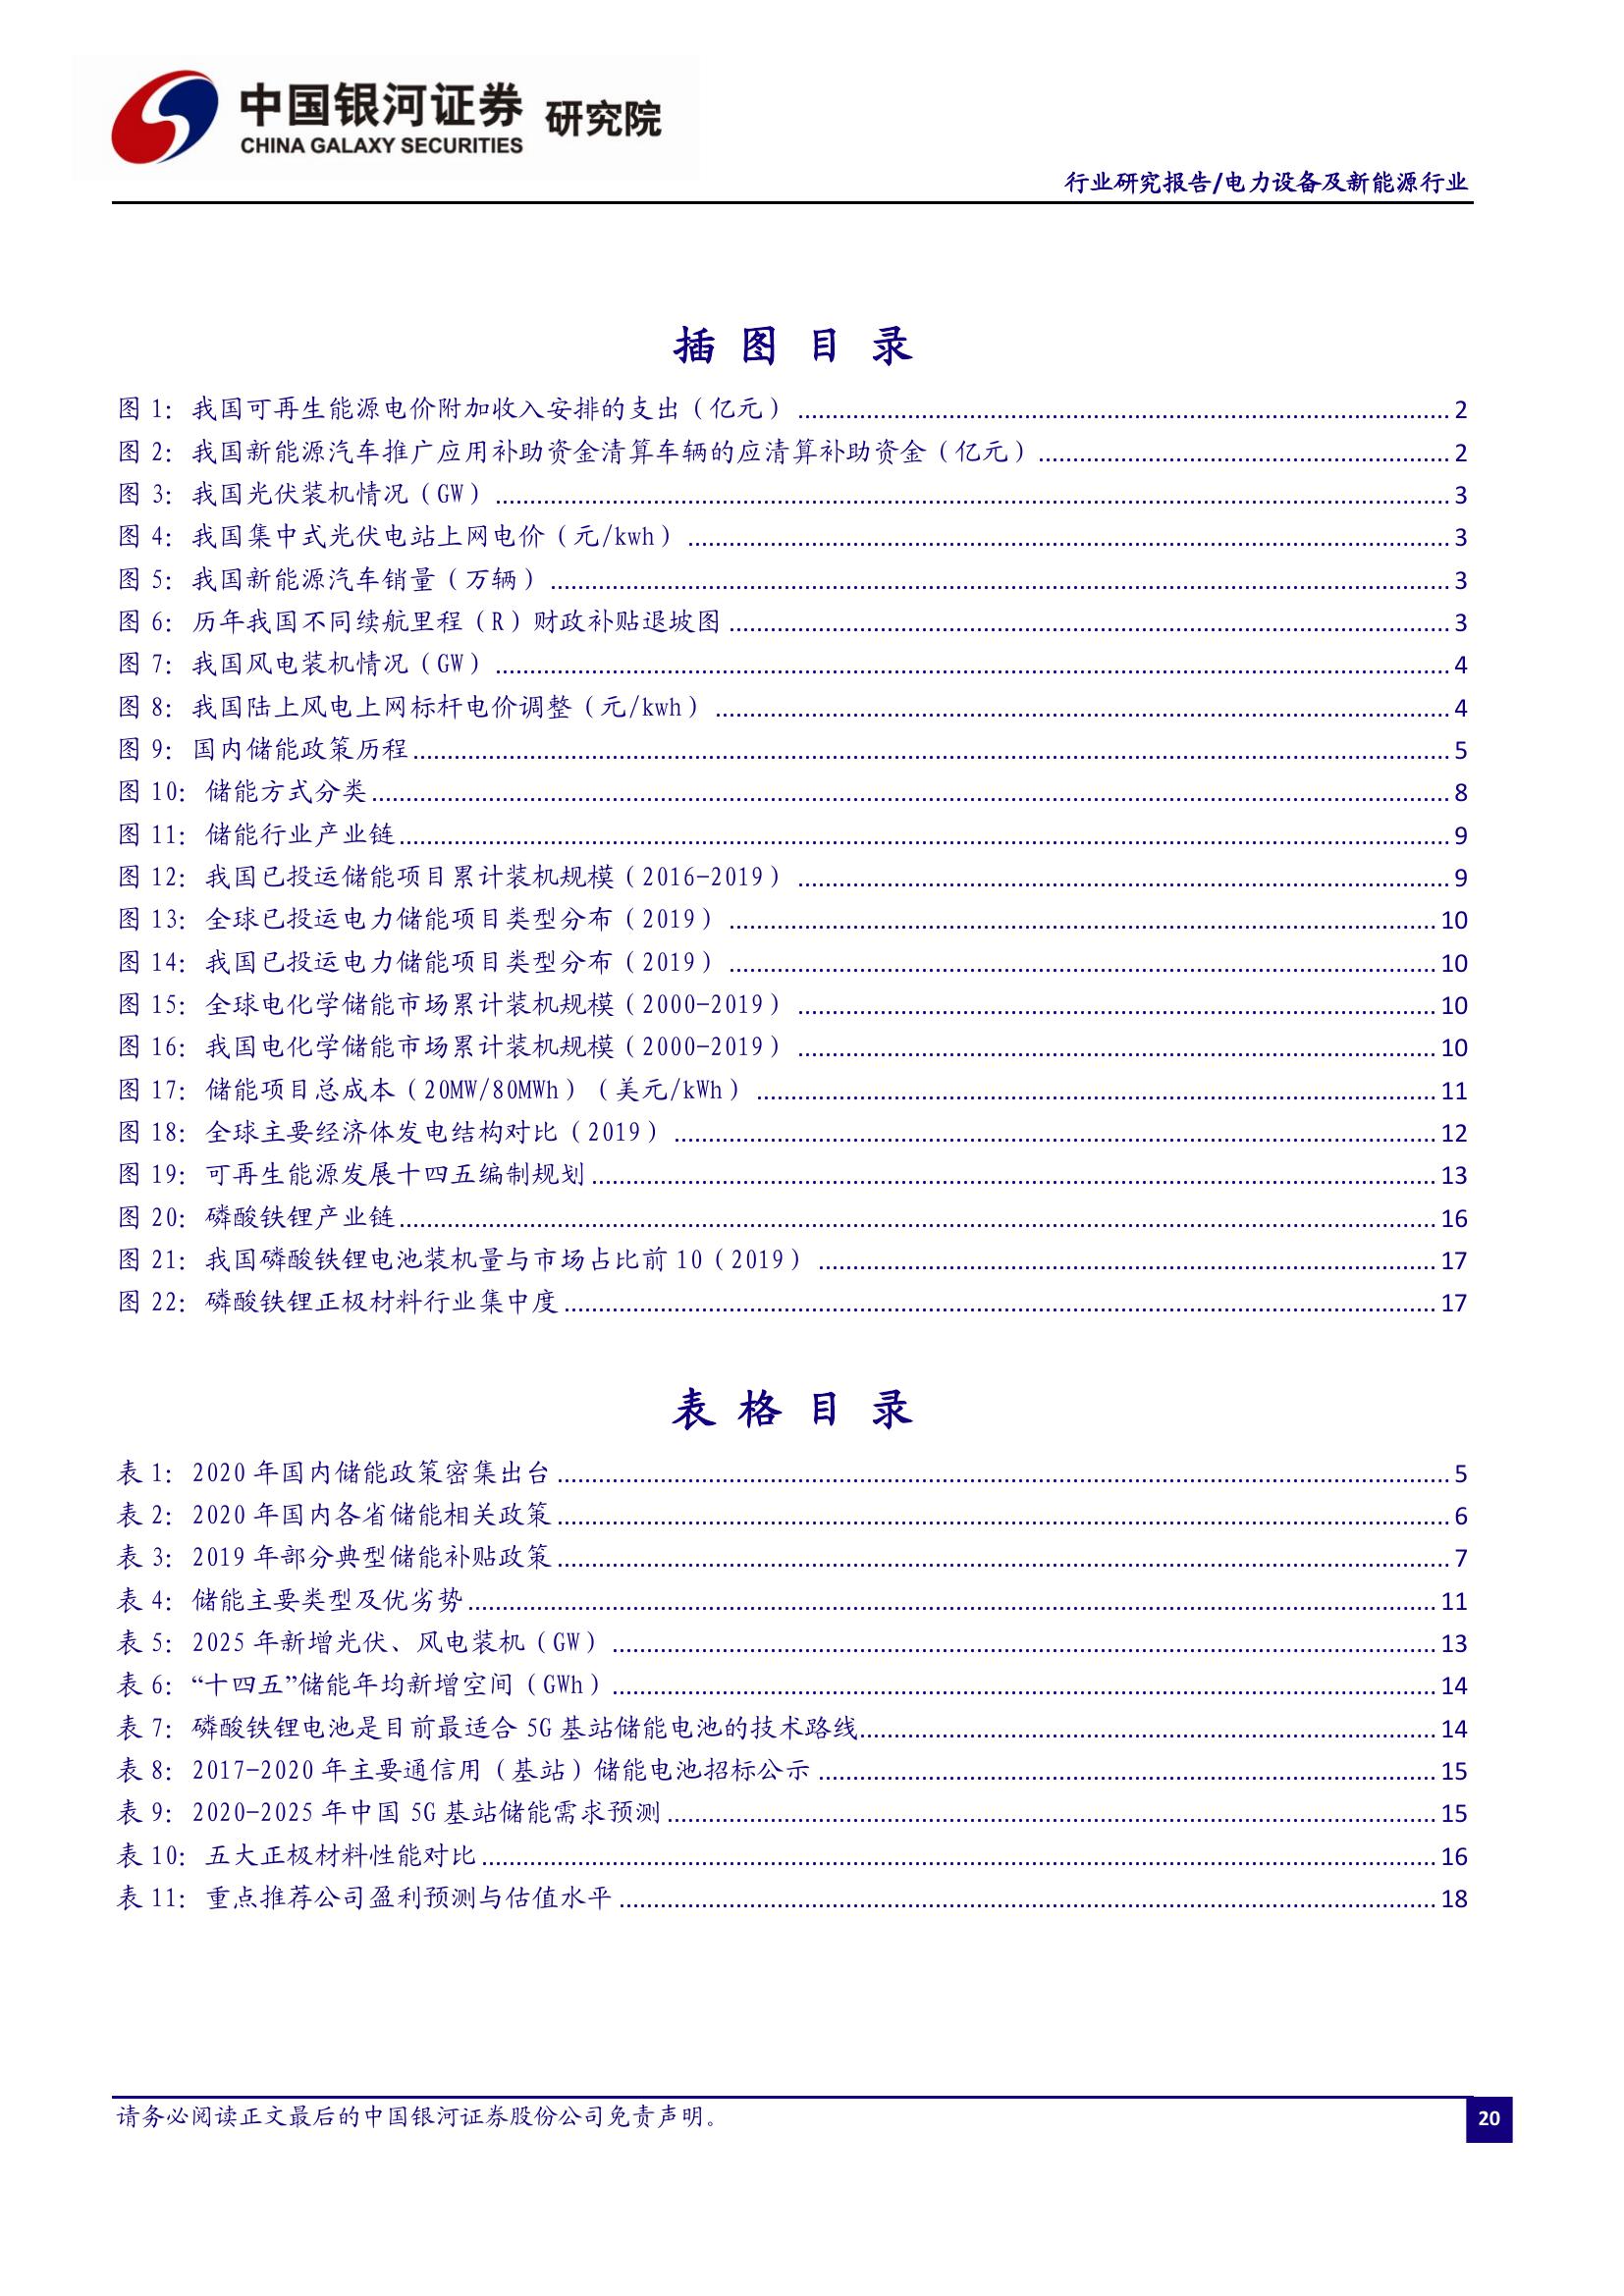 中国银河证券 研究院
CHINA GALAXY SECURITIES
行业研究报告/电力设备及新能源行业
插 图 目 录
图 1：我国可再生能源电价附加收入安排的支出（亿元） 2
图 2：我国新能源汽车推广应用补助资金清算车辆的应清算补助资金（亿元） 2
图 3：我国光伏装机情况（GW） 3
图 4：我国集中式光伏电站上网电价（元/kwh） 3
图 5：我国新能源汽车销量（万辆） 3
图 6：历年我国不同续航里程（R）财政补贴退坡图 3
图 7：我国风电装机情况（GW） 4
图 8：我国陆上风电上网标杆电价调整（元/kwh） 4
图 9：国内储能政策历程 5
图 10：储能方式分类 8
图 11：储能行业产业链 9
图 12：我国已投运储能项目累计装机规模（2016-2019） 9
图 13：全球已投运电力储能项目类型分布（2019） 10
图 14：我国已投运电力储能项目类型分布（2019） 10
图 15：全球电化学储能市场累计装机规模（2000-2019） 10
图 16：我国电化学储能市场累计装机规模（2000-2019） 10
图 17：储能项目总成本（20MW/80MWh）（美元/kWh） 11
图 18：全球主要经济体发电结构对比（2019） 12
图 19：可再生能源发展十四五编制规划 13
图 20：磷酸铁锂产业链 16
图 21：我国磷酸铁锂电池装机量与市场占比前 10（2019） 17
图 22：磷酸铁锂正极材料行业集中度 17
表 格 目 录
表 1：2020 年国内储能政策密集出台 5
表 2：2020 年国内各省储能相关政策 6
表 3：2019 年部分典型储能补贴政策 7
表 4：储能主要类型及优劣势 11
表 5：2025 年新增光伏、风电装机（GW） 13
表 6：“十四五”储能年均新增空间（GWh） 14
表 7：磷酸铁锂电池是目前最适合 5G 基站储能电池的技术路线 14
表 8：2017-2020 年主要通信用（基站）储能电池招标公示 15
表 9：2020-2025 年中国 5G 基站储能需求预测 15
表 10：五大正极材料性能对比 16
表 11：重点推荐公司盈利预测与估值水平 18
请务必阅读正文最后的中国银河证券股份公司免责声明。
20